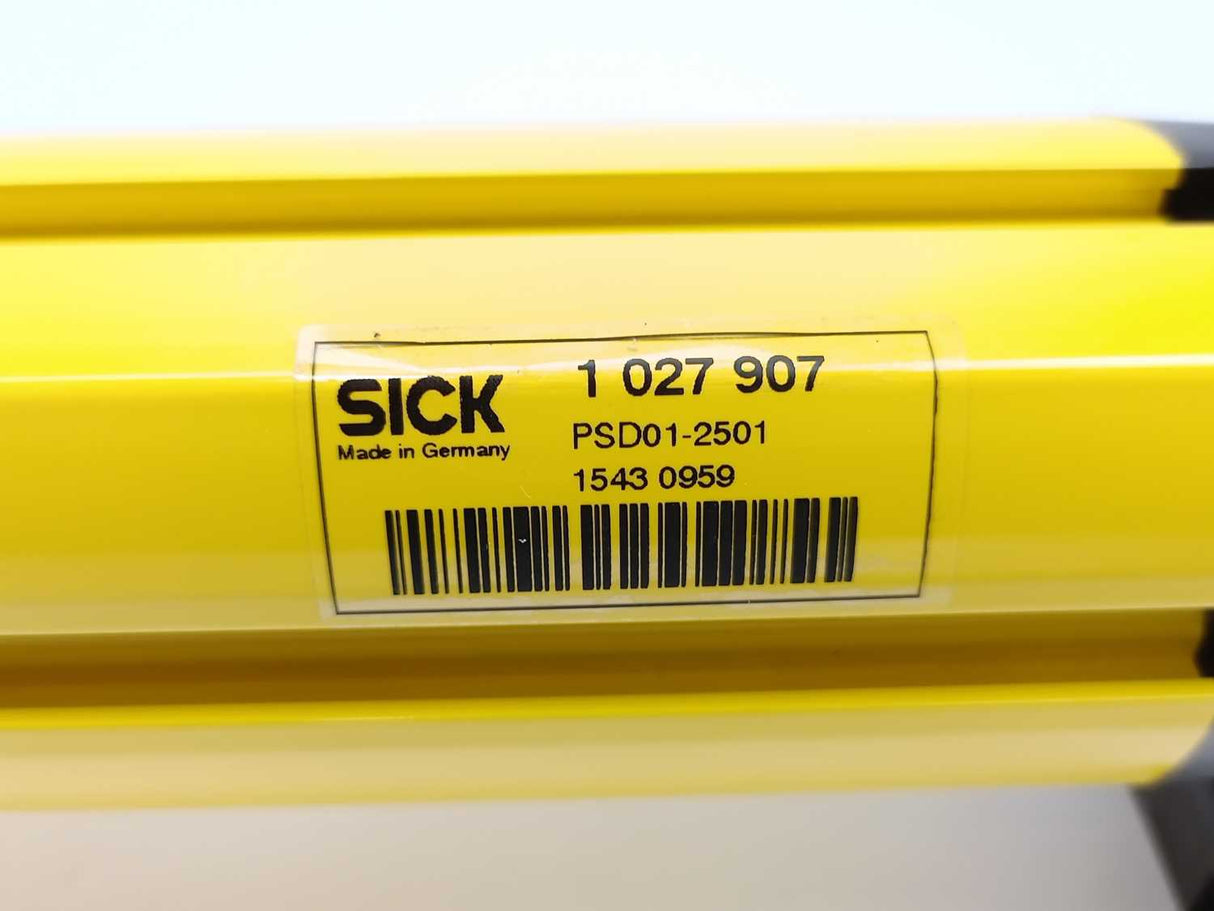 SICK
Made in Germany
1 027 907
PSD01-2501
1543 0959